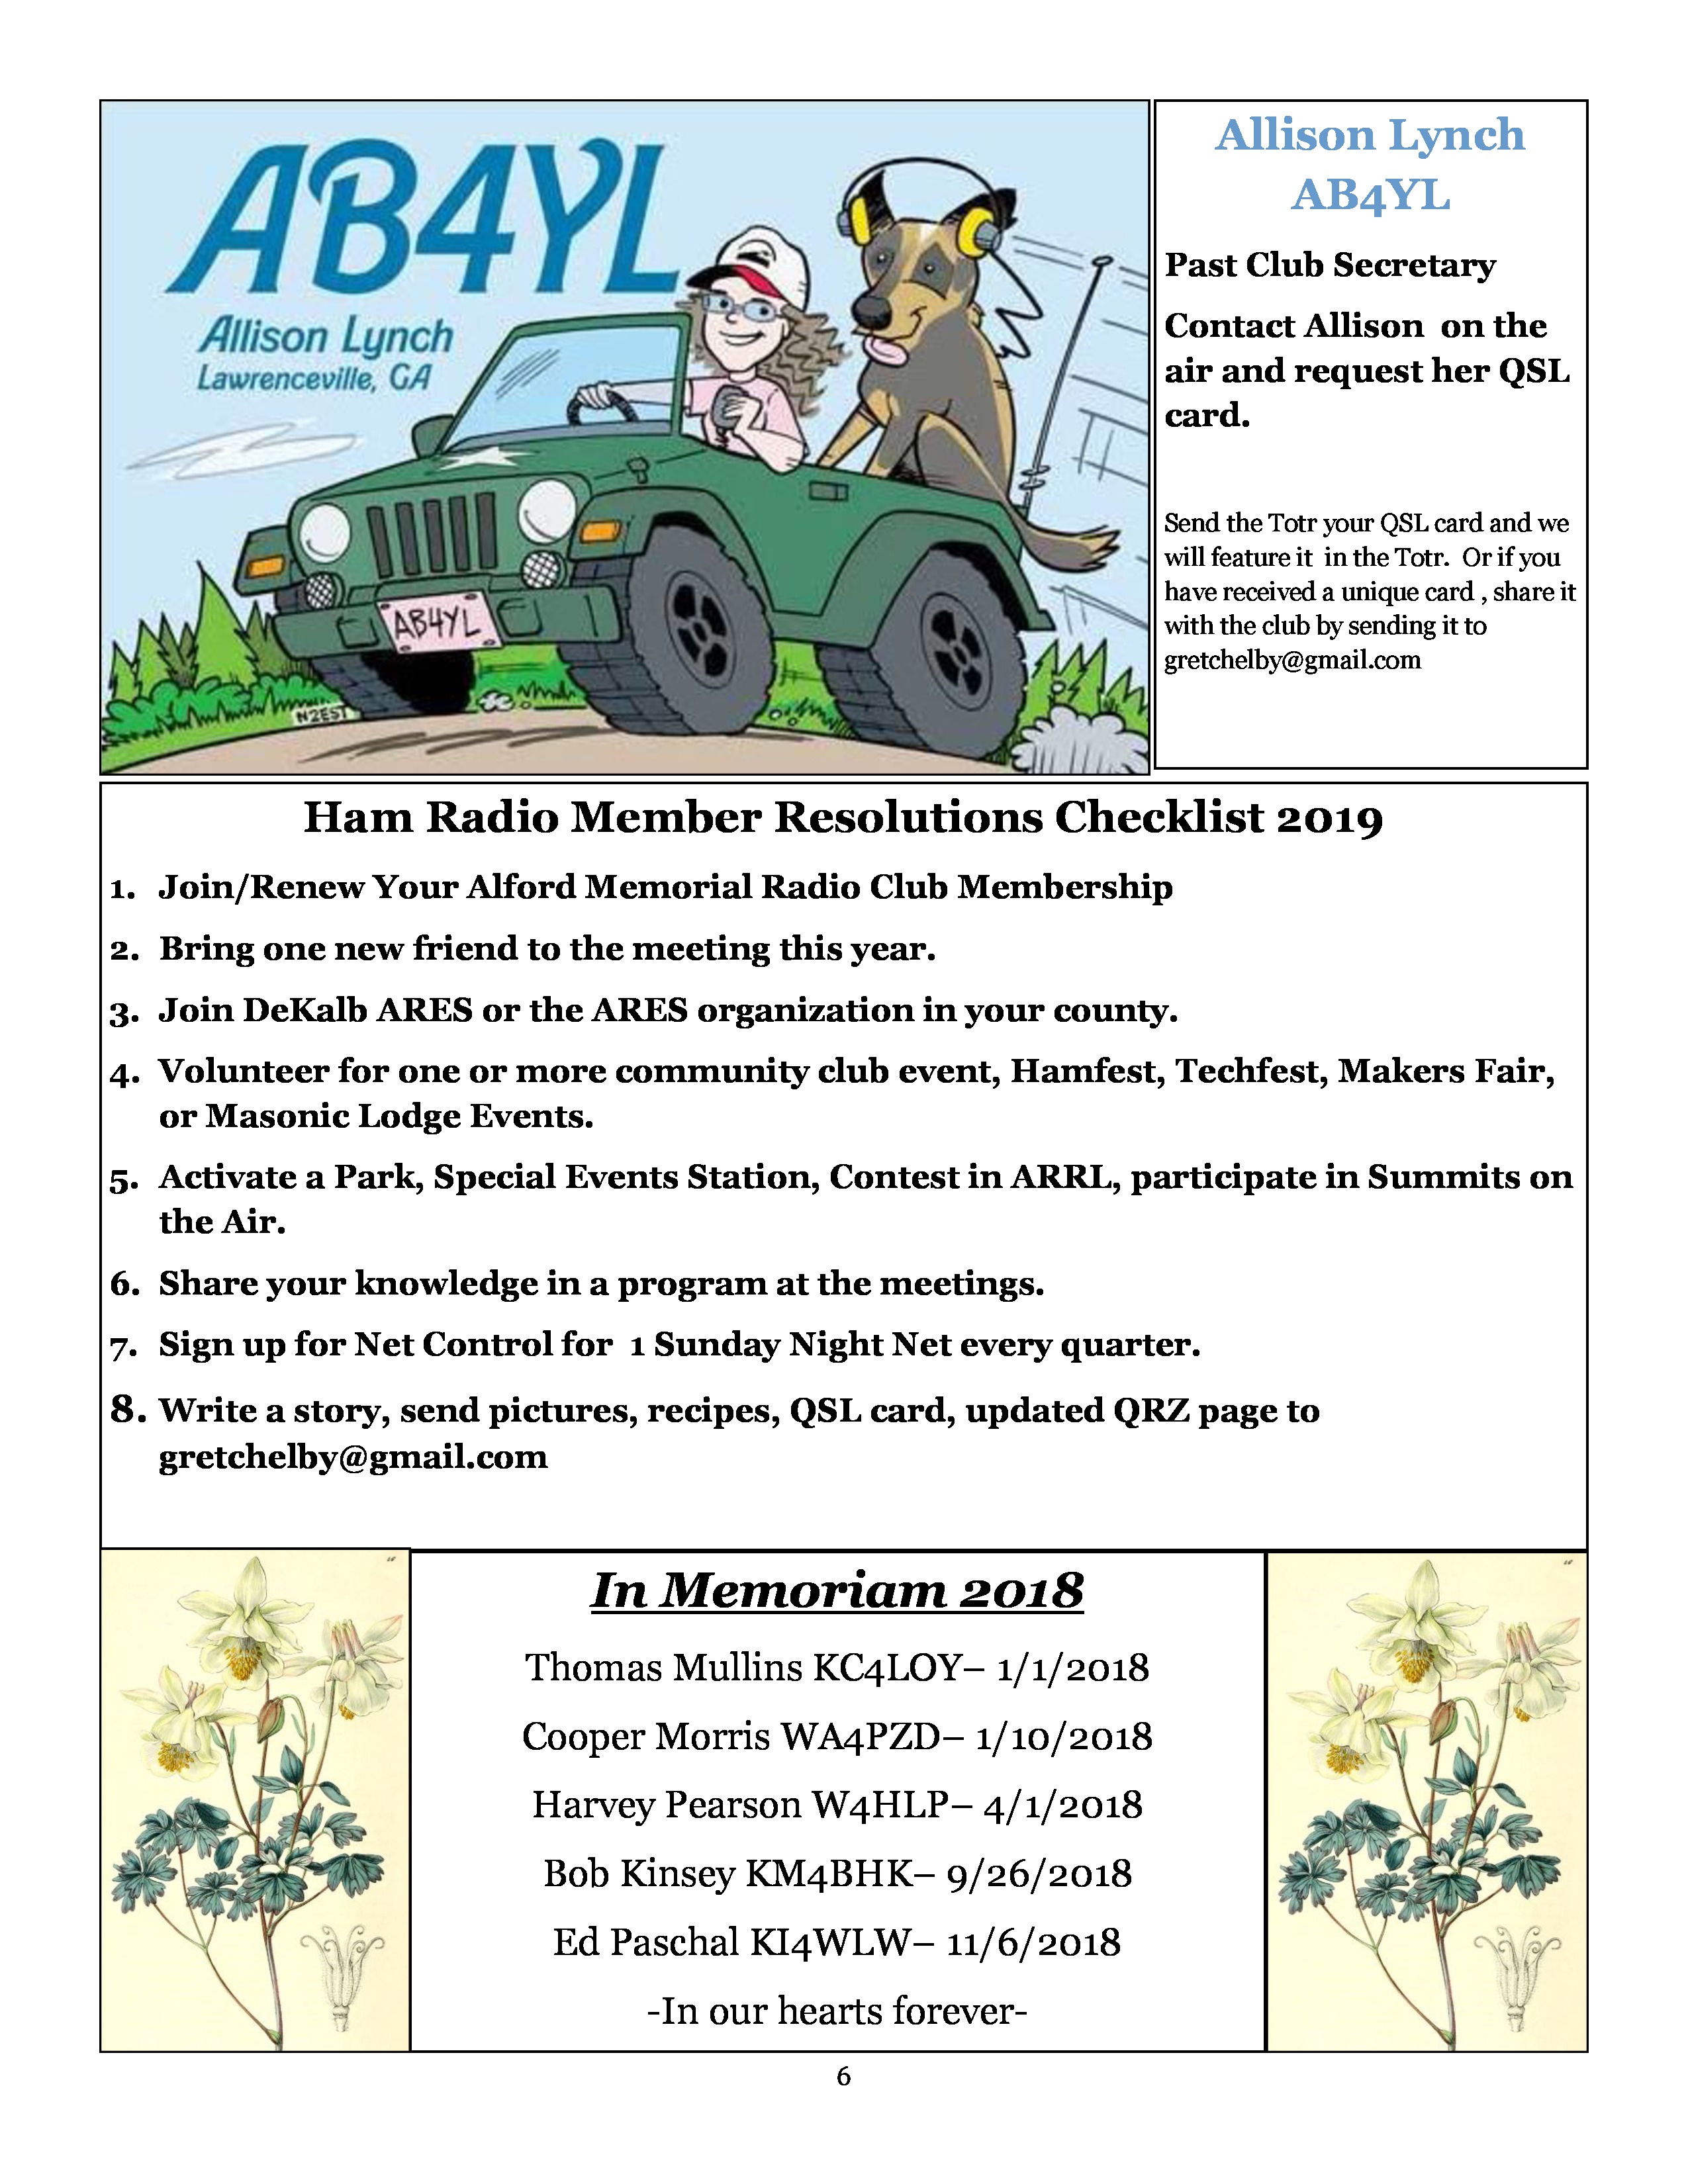 AB4YL
Allison Lynch
Lawrenceville, GA
AB4YL
N2EST
Allison Lynch
AB4YL
Past Club Secretary
Contact Allison  on the
air and request her QSL
card.
Send the Totr your QSL card and we
will feature it  in the Totr.  Or if you
have received a unique card , share it
with the club by sending it to
gretchelby@gmail.com
Ham Radio Member Resolutions Checklist 2019
1. Join/Renew Your Alford Memorial Radio Club Membership
2. Bring one new friend to the meeting this year.
3. Join DeKalb ARES or the ARES organization in your county.
4. Volunteer for one or more community club event, Hamfest, Techfest, Makers Fair,
or Masonic Lodge Events.
5. Activate a Park, Special Events Station, Contest in ARRL, participate in Summits on
the Air.
6. Share your knowledge in a program at the meetings.
7. Sign up for Net Control for  1 Sunday Night Net every quarter.
8. Write a story, send pictures, recipes, QSL card, updated QRZ page to
gretchelby@gmail.com
In Memoriam 2018
Thomas Mullins KC4LOY– 1/1/2018
Cooper Morris WA4PZD– 1/10/2018
Harvey Pearson W4HLP– 4/1/2018
Bob Kinsey KM4BHK– 9/26/2018
Ed Paschal KI4WLW– 11/6/2018
-In our hearts forever-
6